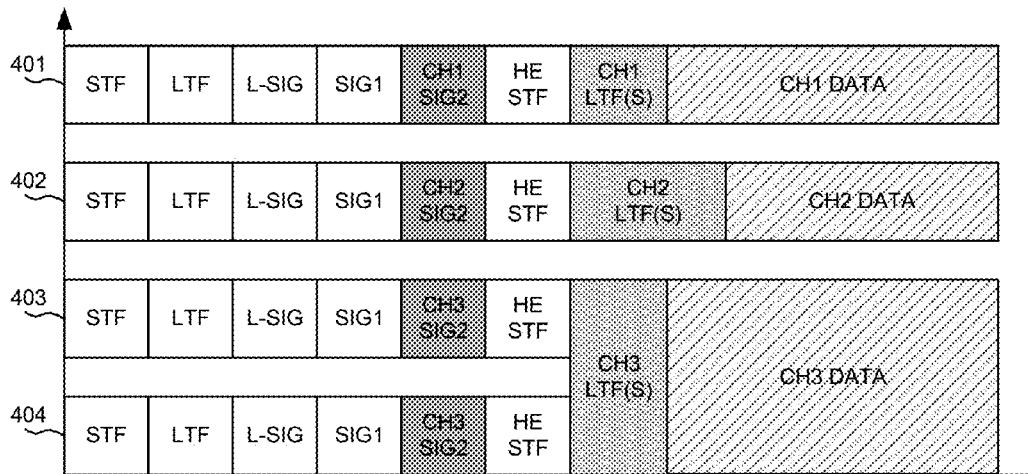 401
STF
LTF
L-SIG
SIG1
CH1
SIG2
HE
STF
CH1
LTF(S)
CH1 DATA
402
STF
LTF
L-SIG
SIG1
CH2
SIG2
HE
STF
CH2
LTF(S)
CH2 DATA
403
STF
LTF
L-SIG
SIG1
CH3
SIG2
HE
STF
CH3
LTF(S)
CH3 DATA
404
STF
LTF
L-SIG
SIG1
CH3
SIG2
HE
STF